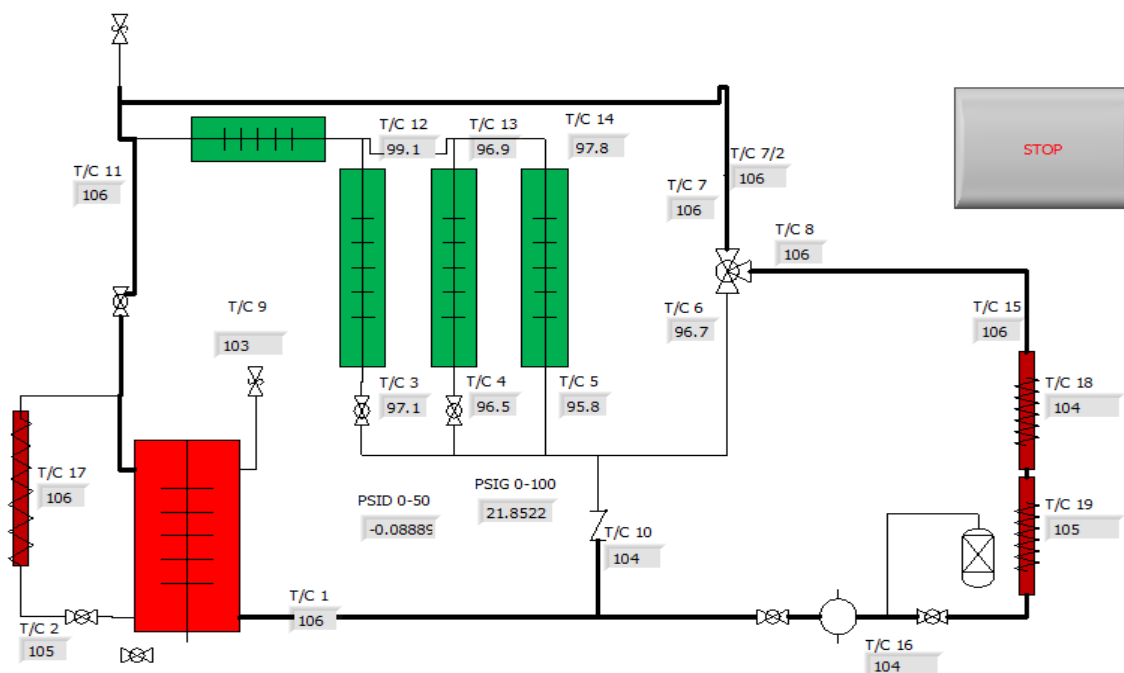 T/C 12
99.1
T/C 13
96.9
T/C 14
97.8
STOP
T/C 11
106
T/C 7/2
106
T/C 7
106
T/C 8
106
T/C 9
103
T/C 6
96.7
T/C 15
106
T/C 3
97.1
T/C 4
96.5
T/C 5
95.8
T/C 18
104
T/C 17
106
PSID 0-50
-0.08889
PSIG 0-100
21.8522
T/C 19
105
T/C 10
104
T/C 1
106
T/C 2
105
T/C 16
104